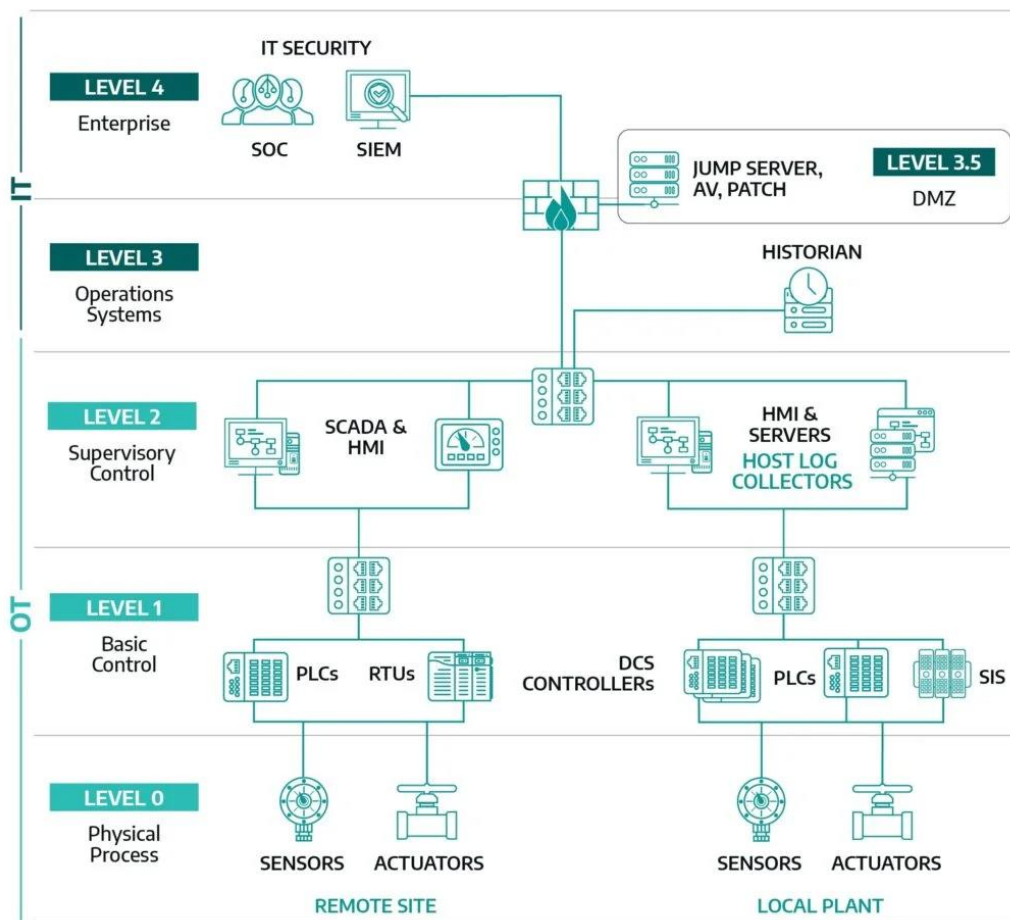 IT SECURITY
LEVEL 4
Enterprise
SOC
SIEM
JUMP SERVER,
AV, PATCH
LEVEL 3.5
DMZ
IT
LEVEL 3
Operations
Systems
HISTORIAN
LEVEL 2
Supervisory
Control
SCADA &
HMI
HMI &
SERVERS
HOST LOG
COLLECTORS
OT
LEVEL 1
Basic
Control
PLCs
RTUs
DCS
CONTROLLERs
PLCs
SIS
LEVEL 0
Physical
Process
SENSORS
ACTUATORS
SENSORS
ACTUATORS
REMOTE SITE
LOCAL PLANT